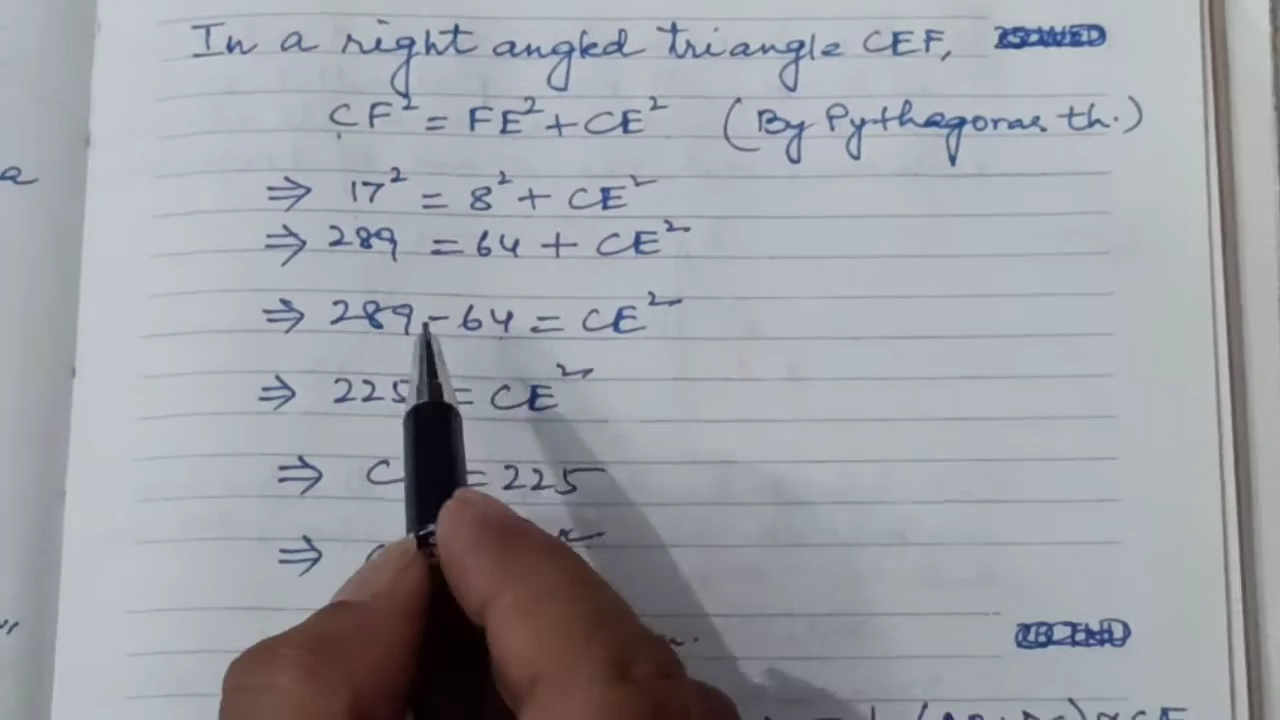 In a right angled triangle CEF,
CF² = FE² + CE² (By Pythagoras th.)
a
⇒ 17² = 8² + CE²
⇒ 289 = 64 + CE²
⇒ 289 - 64 = CE²
⇒ 225 = CE²
⇒ C = 225
⇒